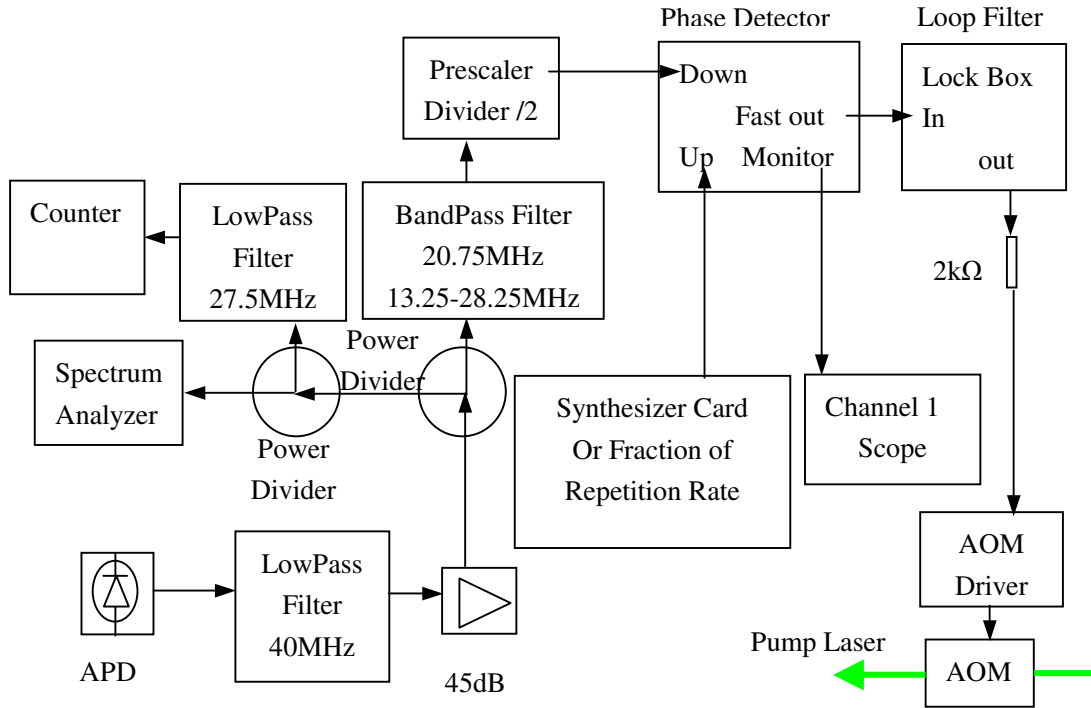 Phase Detector
Loop Filter
Prescaler
Divider /2
Down
Fast out
Up Monitor
Lock Box
In
out
Counter
LowPass
Filter
27.5MHz
BandPass Filter
20.75MHz
13.25-28.25MHz
2kΩ
Spectrum
Analyzer
Power
Divider
Power
Divider
Synthesizer Card
Or Fraction of
Repetition Rate
Channel 1
Scope
APD
LowPass
Filter
40MHz
45dB
AOM
Driver
Pump Laser
AOM